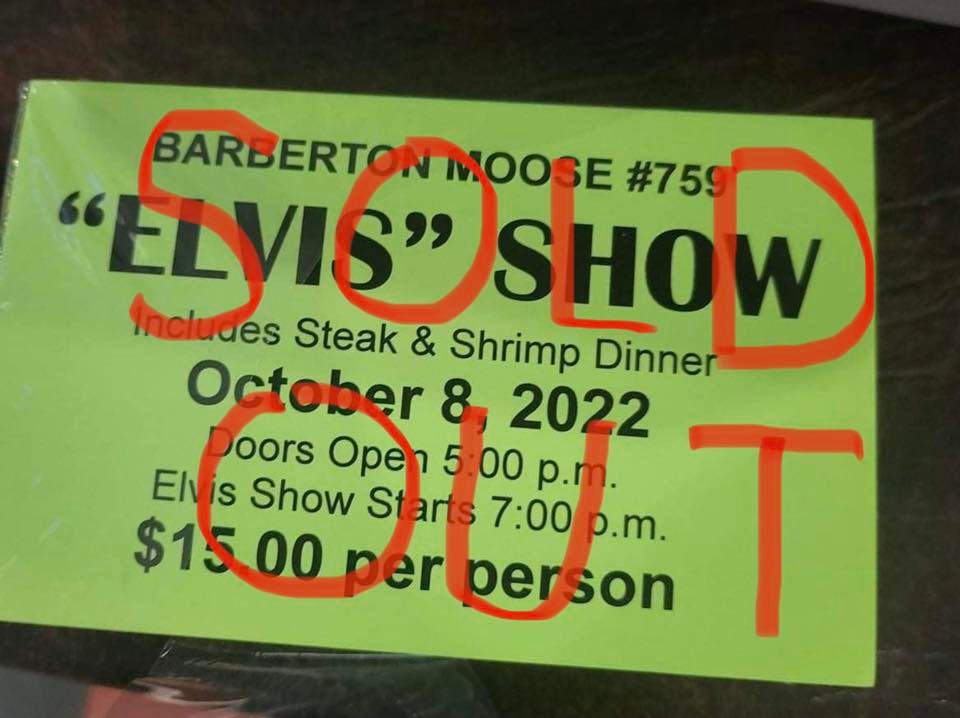 BARBERTON MOOSE #759
“ELVIS” SHOW
Includes Steak & Shrimp Dinner
October 8, 2022
Doors Open 5:00 p.m.
Elvis Show Starts 7:00 p.m.
$15.00 per person
SOLD
OUT